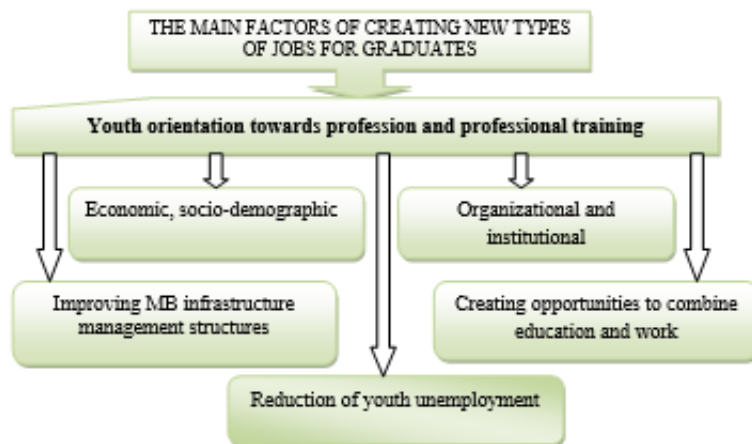 THE MAIN FACTORS OF CREATING NEW TYPES
OF JOBS FOR GRADUATES
Youth orientation towards profession and professional training
Economic, socio-demographic
Organizational and
institutional
Improving MB infrastructure
management structures
Creating opportunities to combine
education and work
Reduction of youth unemployment